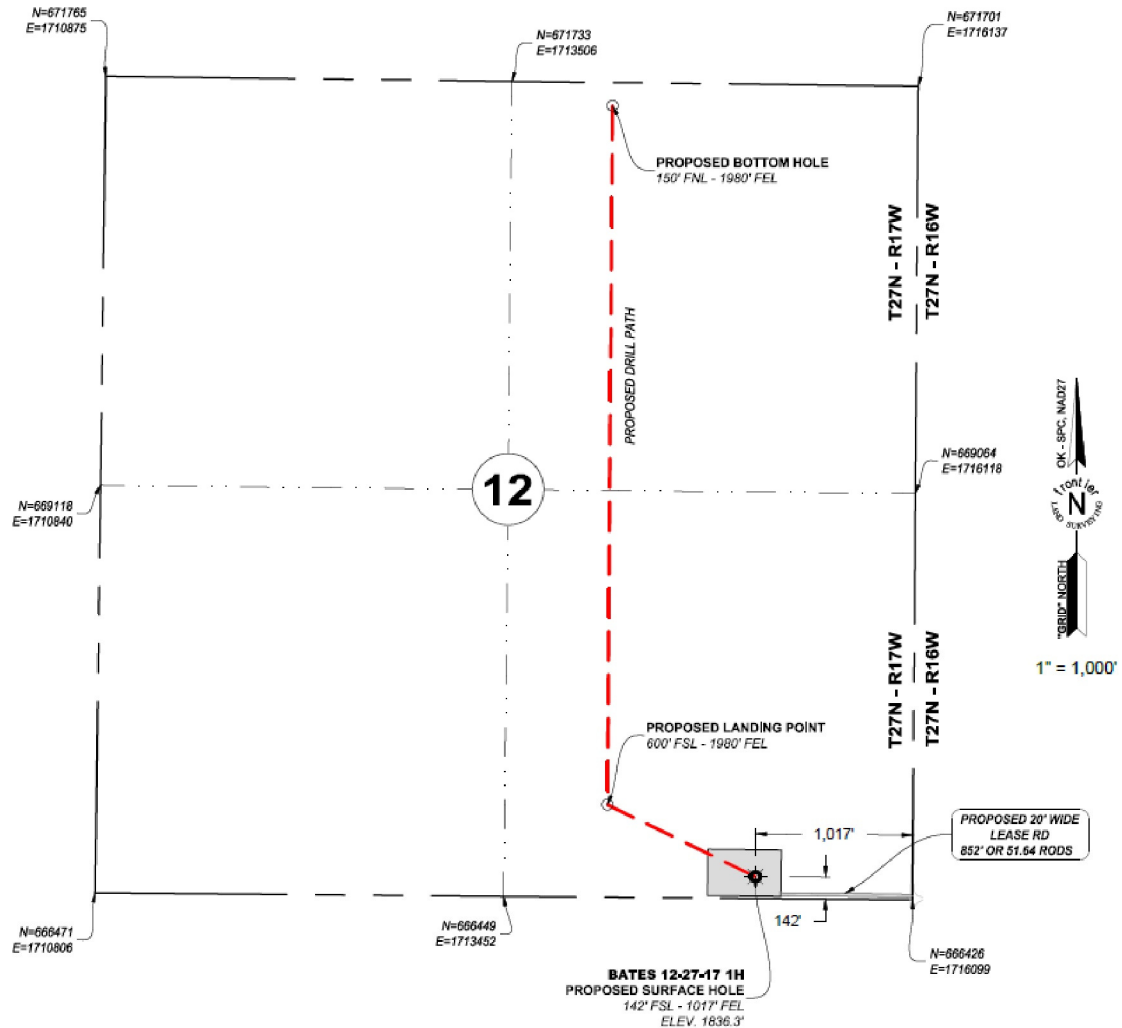 N=671765
E=1710875
N=671733
E=1713506
N=671701
E=1716137
PROPOSED BOTTOM HOLE
150' FNL - 1980' FEL
T27N - R17W
T27N - R16W
PROPOSED DRILL PATH
OK - SPC, NAD27
frontier
N
LAND SURVEYING
"GRID" NORTH
1" = 1,000'
N=669118
E=1710840
12
N=669064
E=1716118
T27N - R17W
T27N - R16W
PROPOSED LANDING POINT
600' FSL - 1980' FEL
1,017'
PROPOSED 20' WIDE
LEASE RD
852' OR 51.64 RODS
142'
N=666471
E=1710806
N=666449
E=1713452
N=666426
E=1716099
BATES 12-27-17 1H
PROPOSED SURFACE HOLE
142' FSL - 1017' FEL
ELEV. 1836.3'